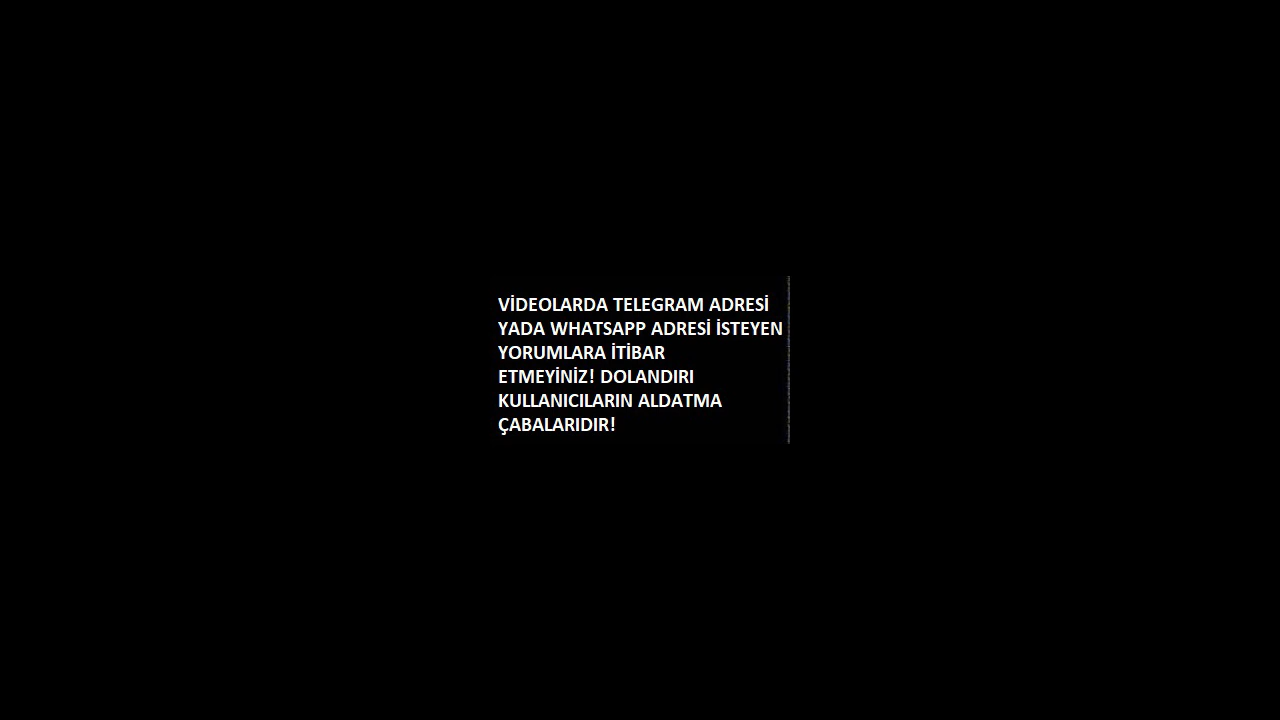 VİDEOLARDA TELEGRAM ADRESİ
YADA WHATSAPP ADRESİ İSTEYEN
YORUMLARA İTİBAR
ETMEYİNİZ! DOLANDIRI
KULLANICILARIN ALDATMA
ÇABALARIDIR!